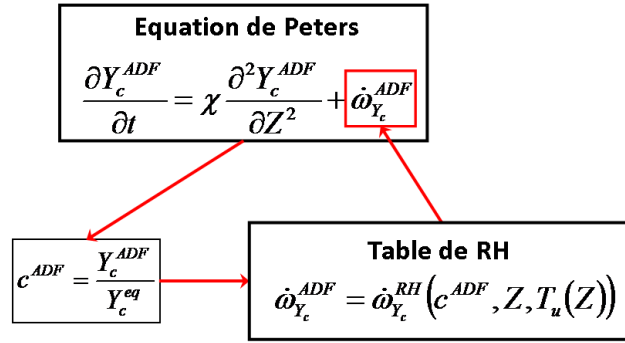 Equation de Peters
∂Y_c^{ADF}/∂t = χ ∂²Y_c^{ADF}/∂Z² + ω̇_{Y_c}^{ADF}
c^{ADF} = Y_c^{ADF}/Y_c^{eq}
Table de RH
ω̇_{Y_c}^{ADF} = ω̇_{Y_c}^{RH}(c^{ADF}, Z, T_u(Z))